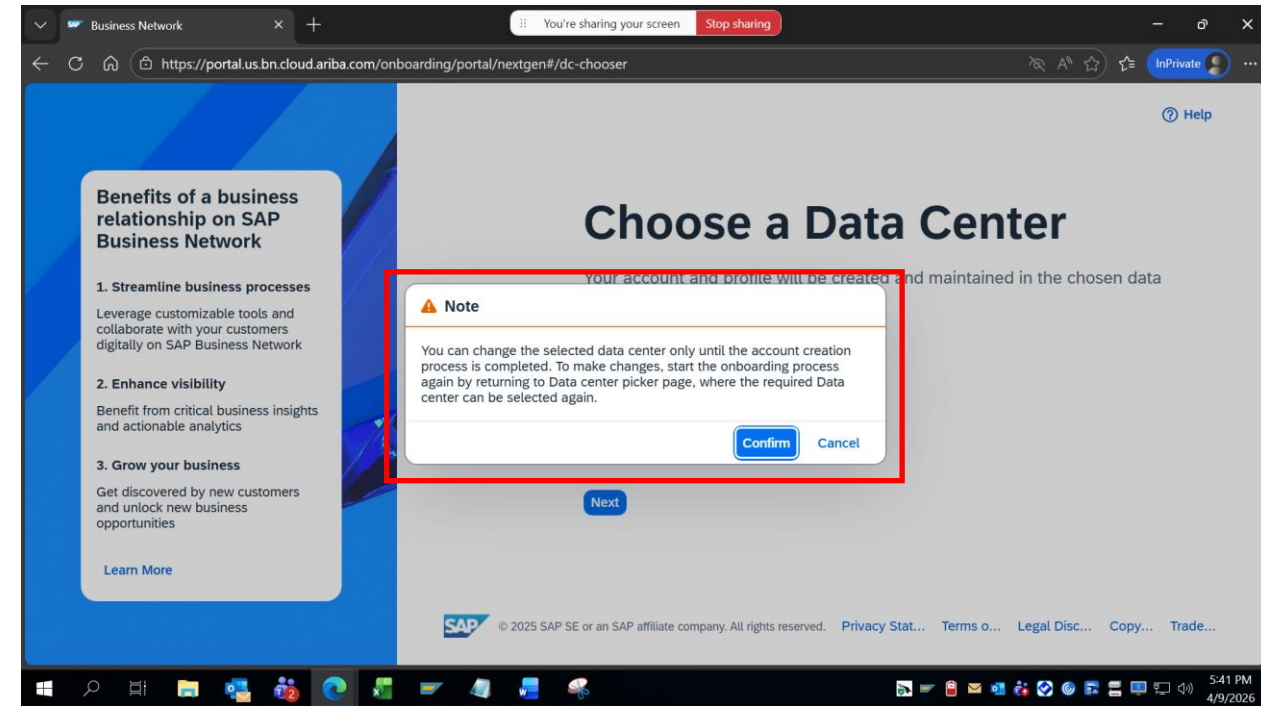 Business Network
You're sharing your screen
Stop sharing
https://portal.us.bn.cloud.ariba.com/onboarding/portal/nextgen#/dc-chooser
InPrivate
Help
Benefits of a business
relationship on SAP
Business Network
1. Streamline business processes
Leverage customizable tools and
collaborate with your customers
digitally on SAP Business Network
2. Enhance visibility
Benefit from critical business insights
and actionable analytics
3. Grow your business
Get discovered by new customers
and unlock new business
opportunities
Learn More
Choose a Data Center
Your account and profile will be created and maintained in the chosen data
Note
You can change the selected data center only until the account creation
process is completed. To make changes, start the onboarding process
again by returning to Data center picker page, where the required Data
center can be selected again.
Confirm
Cancel
Next
SAP © 2025 SAP SE or an SAP affiliate company. All rights reserved. Privacy Stat... Terms o... Legal Disc... Copy... Trade...
5:41 PM
4/9/2026